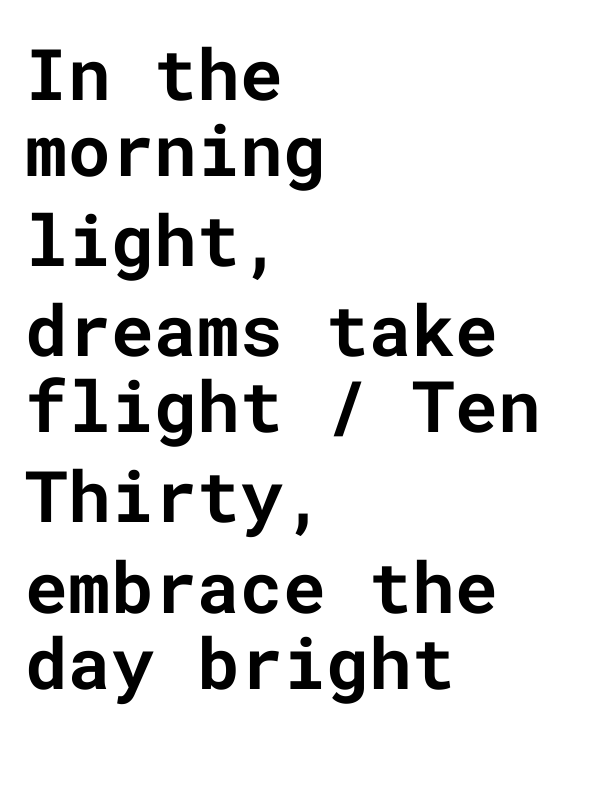 In the
morning
light,
dreams take
flight / Ten
Thirty,
embrace the
day bright